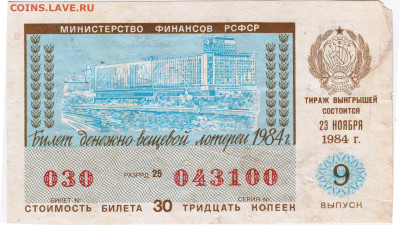 COINS.LAV.RU
МИНИСТЕРСТВО ФИНАНСОВ РСФСР
ТИРАЖ ВЫИГРЫШЕЙ
СОСТОИТСЯ
23 НОЯБРЯ
1984 г.
Билет денежно-вещевой лотереи 1984 г.
030 РАЗРЯД 25 043100
БИЛЕТ № СЕРИЯ №
9
СТОИМОСТЬ БИЛЕТА 30 ТРИДЦАТЬ КОПЕЕК
ВЫПУСК